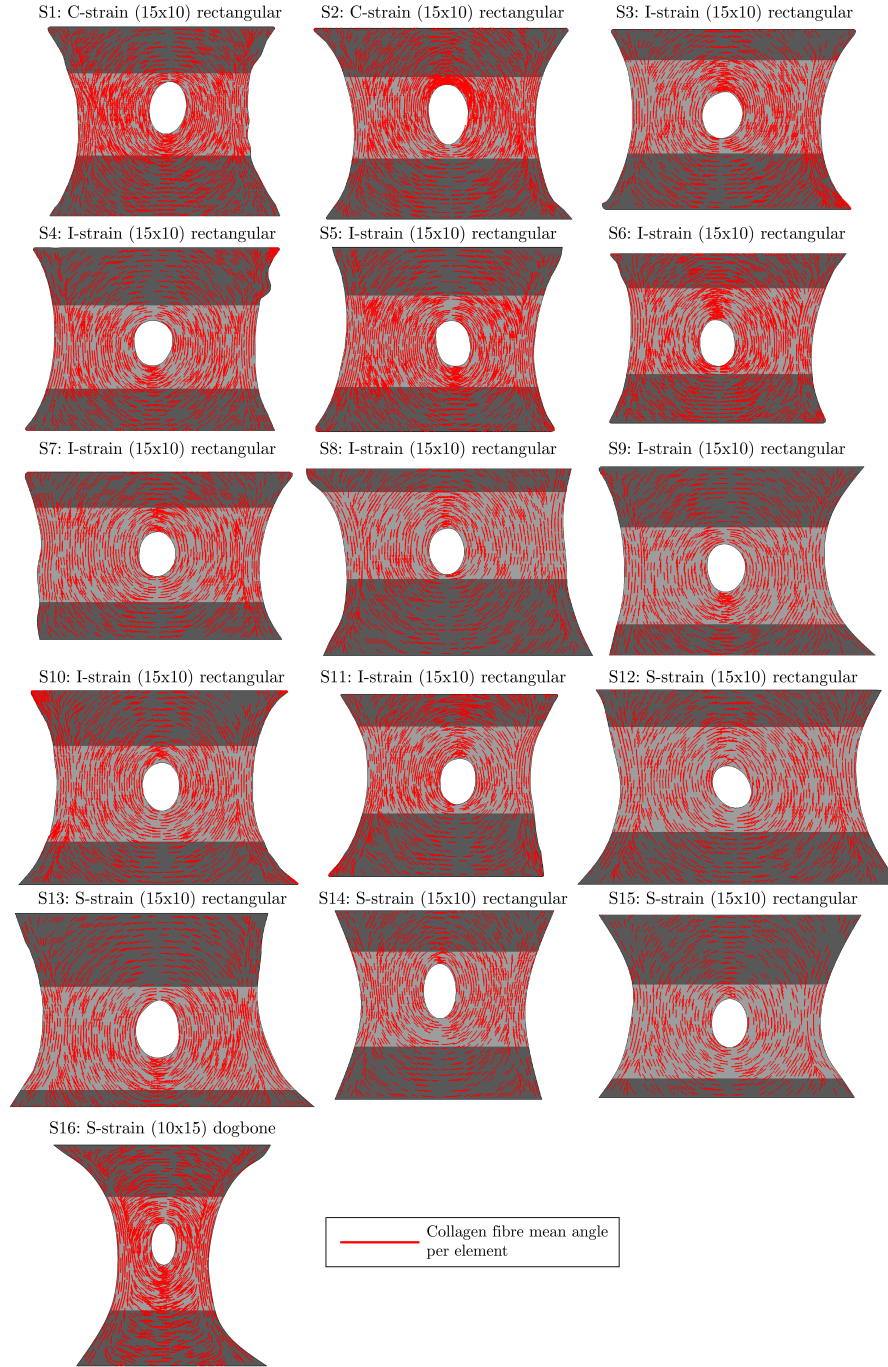 S1: C-strain (15x10) rectangular
S2: C-strain (15x10) rectangular
S3: I-strain (15x10) rectangular
S4: I-strain (15x10) rectangular
S5: I-strain (15x10) rectangular
S6: I-strain (15x10) rectangular
S7: I-strain (15x10) rectangular
S8: I-strain (15x10) rectangular
S9: I-strain (15x10) rectangular
S10: I-strain (15x10) rectangular
S11: I-strain (15x10) rectangular
S12: S-strain (15x10) rectangular
S13: S-strain (15x10) rectangular
S14: S-strain (15x10) rectangular
S15: S-strain (15x10) rectangular
S16: S-strain (10x15) dogbone
Collagen fibre mean angle
per element